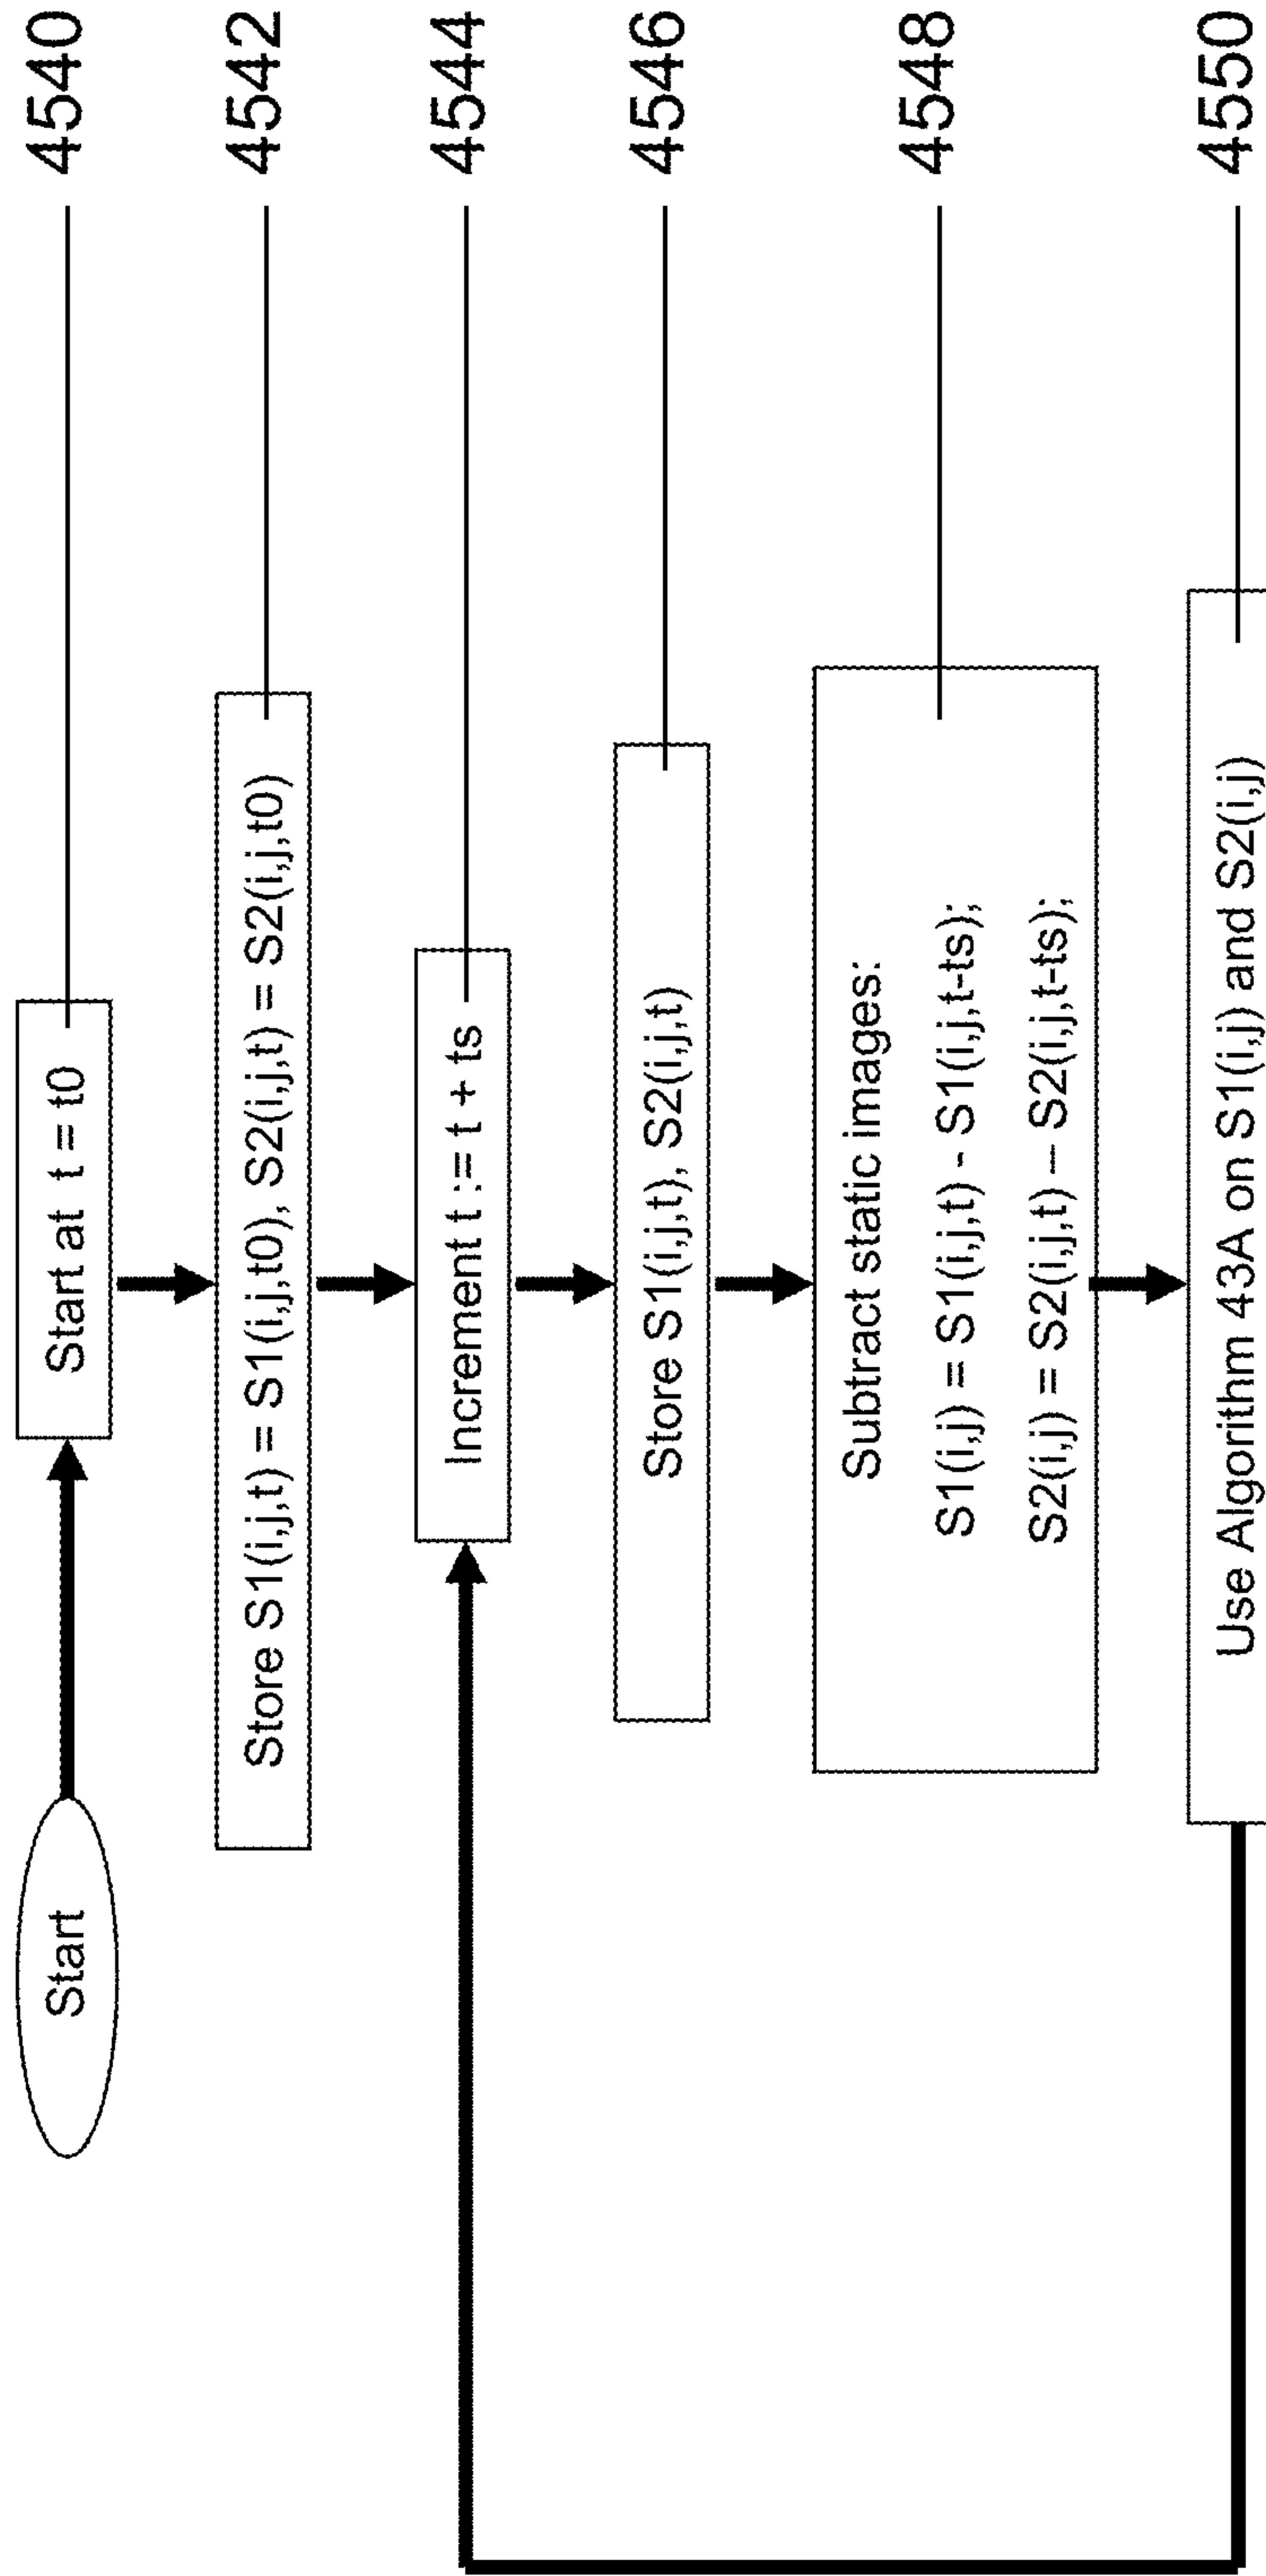 Start
Start at t = t0
4540
Store S1(i,j,t) = S1(i,j,t0), S2(i,j,t) = S2(i,j,t0)
4542
Increment t := t + ts
4544
Store S1(i,j,t), S2(i,j,t)
4546
Subtract static images:
S1(i,j) = S1(i,j,t) - S1(i,j,t-ts);
S2(i,j) = S2(i,j,t) – S2(i,j,t-ts);
4548
Use Algorithm 43A on S1(i,j) and S2(i,j)
4550